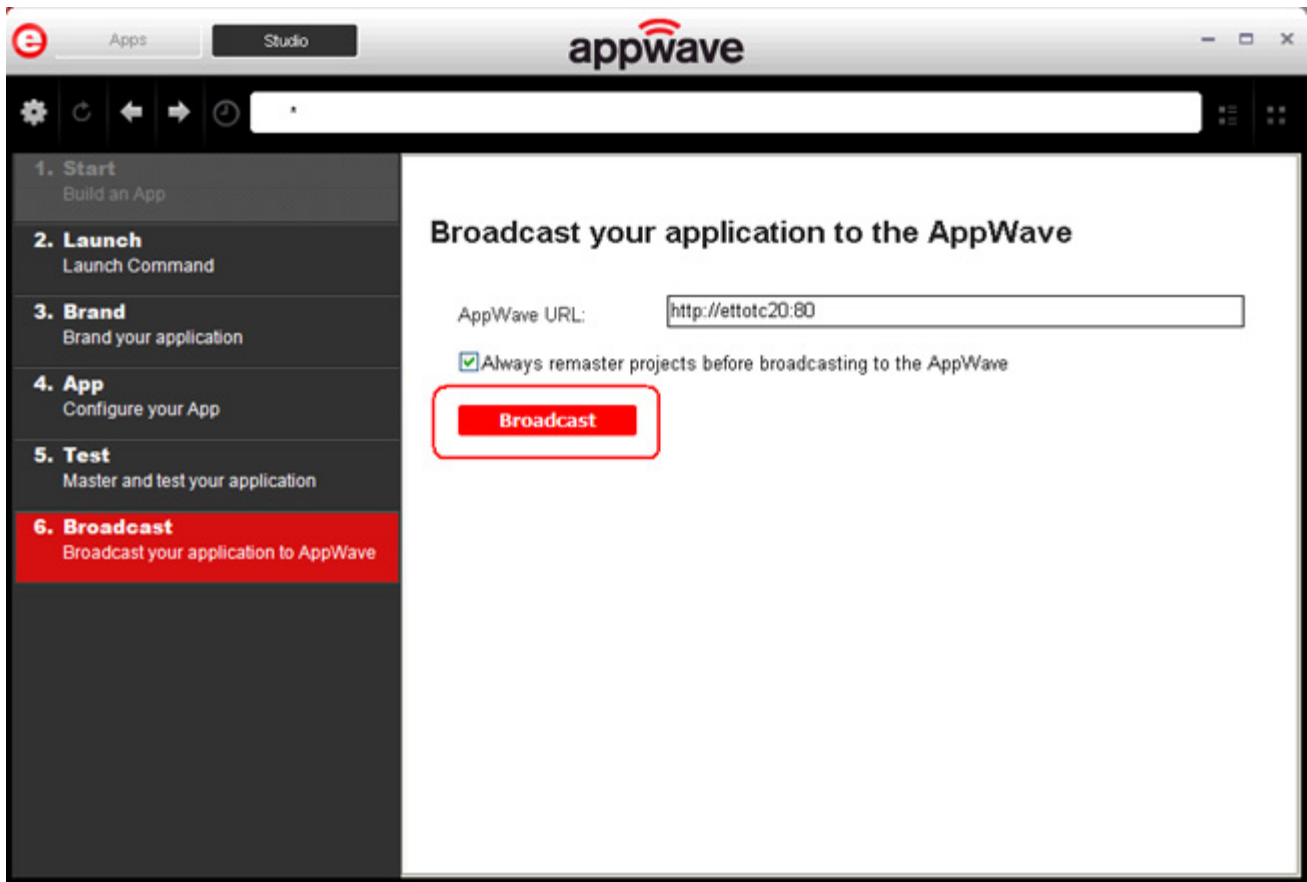 e
Apps
Studio
appwave
*
1. Start
Build an App
2. Launch
Launch Command
3. Brand
Brand your application
4. App
Configure your App
5. Test
Master and test your application
6. Broadcast
Broadcast your application to AppWave
Broadcast your application to the AppWave
AppWave URL:
http://ettotc20:80
Always remaster projects before broadcasting to the AppWave
Broadcast